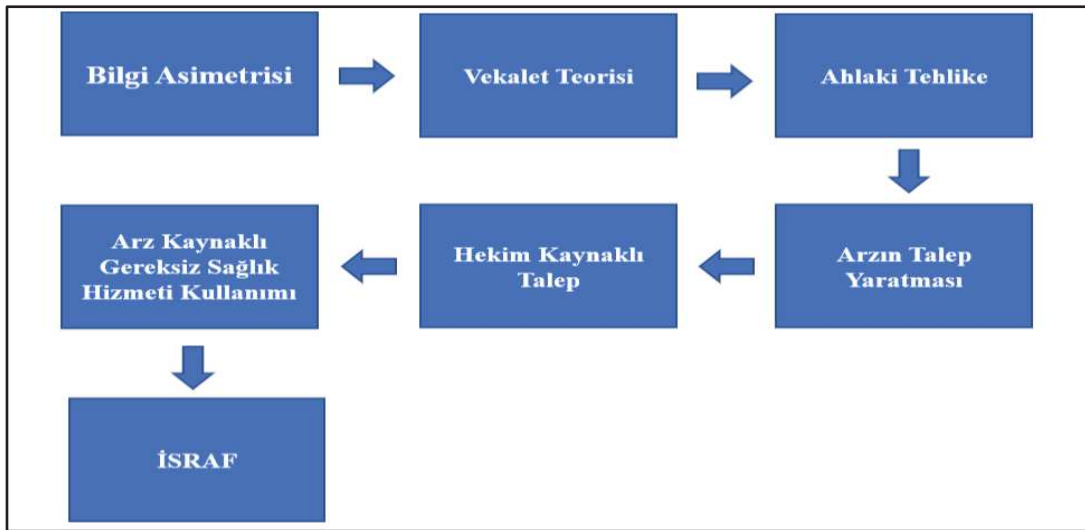 Bilgi Asimetrisi
Vekalet Teorisi
Ahlaki Tehlike
Arzın Talep
Yaratması
Hekim Kaynaklı
Talep
Arz Kaynaklı
Gereksiz Sağlık
Hizmeti Kullanımı
İSRAF